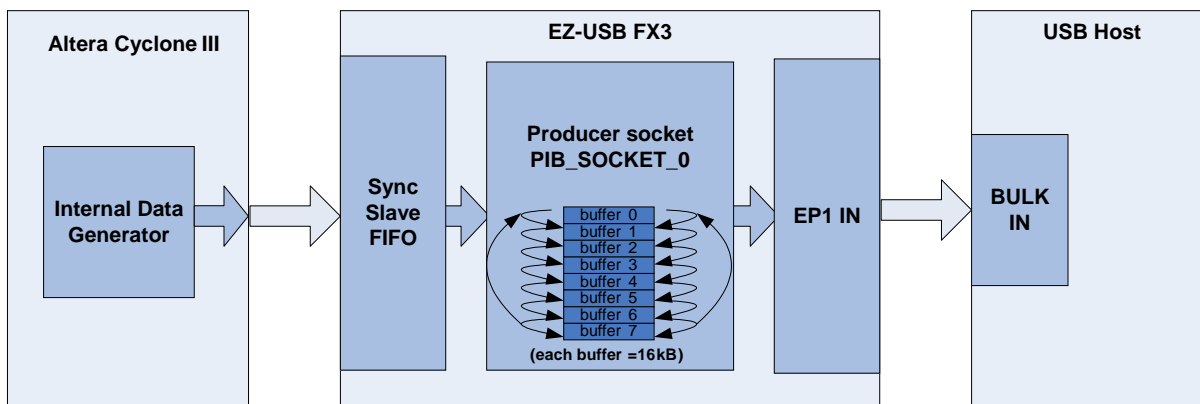 Altera Cyclone III
Internal Data
Generator
EZ-USB FX3
Sync
Slave
FIFO
Producer socket
PIB_SOCKET_0
buffer 0
buffer 1
buffer 2
buffer 3
buffer 4
buffer 5
buffer 6
buffer 7
(each buffer =16kB)
EP1 IN
USB Host
BULK
IN